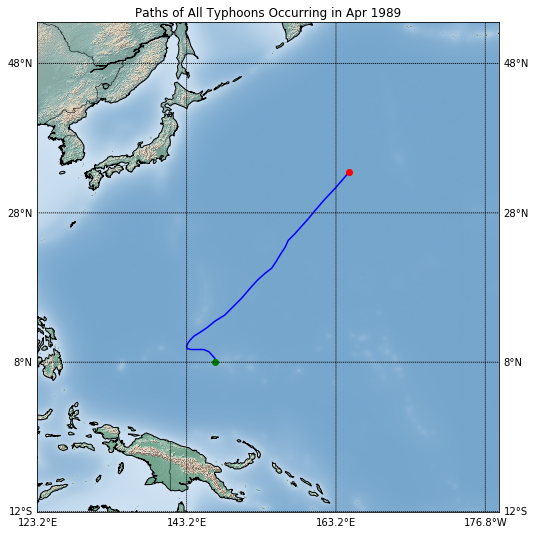 Paths of All Typhoons Occurring in Apr 1989
48°N 48°N
28°N 28°N
8°N 8°N
12°S 12°S
123.2°E 143.2°E 163.2°E 176.8°W